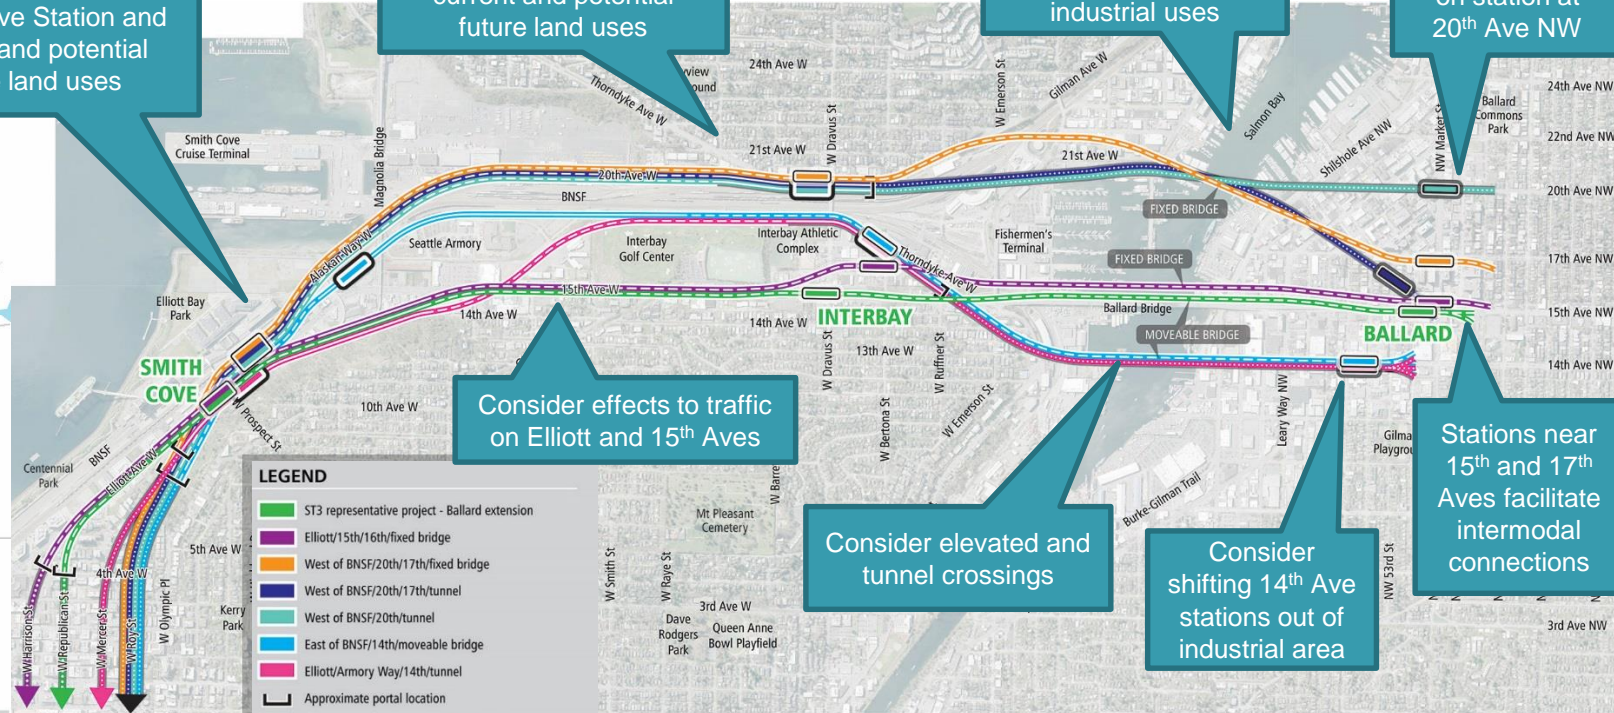 ve Station and
and potential
land uses
current and potential
future land uses
industrial uses
on station at
20th Ave NW
24th Ave W
Thorndyke Ave W
W Emerson St
Gilman Ave W
Salmon Bay
Shilshole Ave NW
NW Market St
Ballard
Commons
Park
24th Ave NW
22nd Ave NW
20th Ave NW
17th Ave NW
15th Ave NW
14th Ave NW
3rd Ave NW
Smith Cove
Cruise Terminal
Magnolia Bridge
21st Ave W
W Dravus St
21st Ave W
20th Ave W
BNSF
FIXED BRIDGE
Alaskan Way W
Seattle Armory
Interbay
Golf Center
Interbay Athletic
Complex
Thorndyke Ave W
Fishermen's
Terminal
FIXED BRIDGE
Elliott Bay
Park
15th Ave W
14th Ave W
14th Ave W
INTERBAY
Ballard Bridge
MOVEABLE BRIDGE
BALLARD
13th Ave W
W Dravus St
W Ruffner St
SMITH
COVE
W Prospect St
10th Ave W
Consider effects to traffic
on Elliott and 15th Aves
W Bertona St
W Emerson St
Leary Way NW
Stations near
15th and 17th
Aves facilitate
intermodal
connections
Centennial
Park
BNSF
Elliott Ave W
Mt Pleasant
Cemetery
Burke-Gilman Trail
Consider elevated and
tunnel crossings
Consider
shifting 14th Ave
stations out of
industrial area
NW 53rd St
5th Ave W
4th Ave W
W Olympic Pl
Kerry
Park
W Smith St
W Raye St
3rd Ave W
Dave
Rodgers
Park
Queen Anne
Bowl Playfield
W Harrison St
W Republican St
W Mercer St
W Roy St
LEGEND
ST3 representative project - Ballard extension
Elliott/15th/16th/fixed bridge
West of BNSF/20th/17th/fixed bridge
West of BNSF/20th/17th/tunnel
West of BNSF/20th/tunnel
East of BNSF/14th/moveable bridge
Elliott/Armory Way/14th/tunnel
Approximate portal location